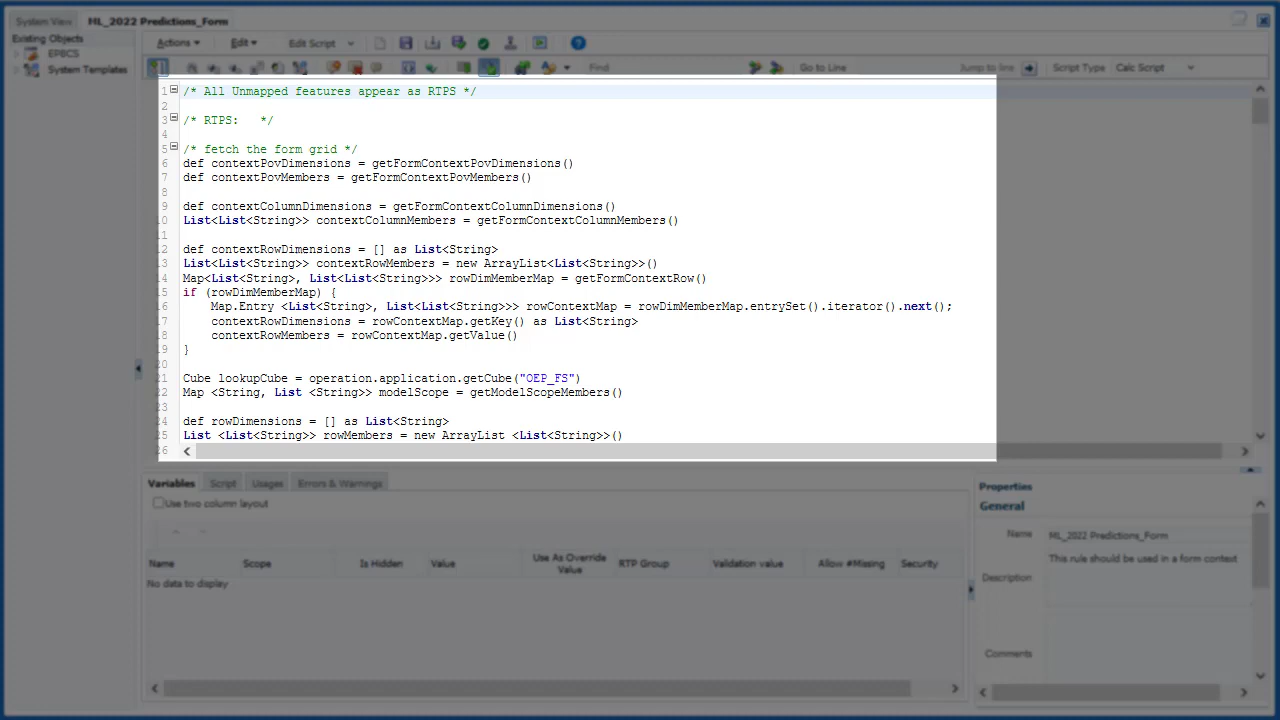 System View
ML_2022 Predictions_Form
Existing Objects
EPBCS
System Templates
Actions
Edit
Edit Script
Find
Go to Line
Jump to line
Script Type
Calc Script
1 /* All Unmapped features appear as RTPS */
2
3 /* RTPS:   */
4
5 /* fetch the form grid */
6 def contextPovDimensions = getFormContextPovDimensions()
7 def contextPovMembers = getFormContextPovMembers()
8
9 def contextColumnDimensions = getFormContextColumnDimensions()
10 List<List<String>> contextColumnMembers = getFormContextColumnMembers()
11
12 def contextRowDimensions = [] as List<String>
13 List<List<String>> contextRowMembers = new ArrayList<List<String>>()
14 Map<List<String>, List<List<String>>> rowDimMemberMap = getFormContextRow()
15 if (rowDimMemberMap) {
16 Map.Entry <List<String>, List<List<String>>> rowContextMap = rowDimMemberMap.entrySet().iterator().next();
17 contextRowDimensions = rowContextMap.getKey() as List<String>
18 contextRowMembers = rowContextMap.getValue()
19 }
20
21 Cube lookupCube = operation.application.getCube("OEP_FS")
22 Map <String, List <String>> modelScope = getModelScopeMembers()
23
24 def rowDimensions = [] as List<String>
25 List <List<String>> rowMembers = new ArrayList <List<String>>()
26
Variables
Script
Usages
Errors & Warnings
Use two column layout
Name
Scope
Is Hidden
Value
Use As Override Value
RTP Group
Validation value
Allow #Missing
Security
No data to display
Properties
General
Name
ML_2022 Predictions_Form
Description
This rule should be used in a form context
Comments